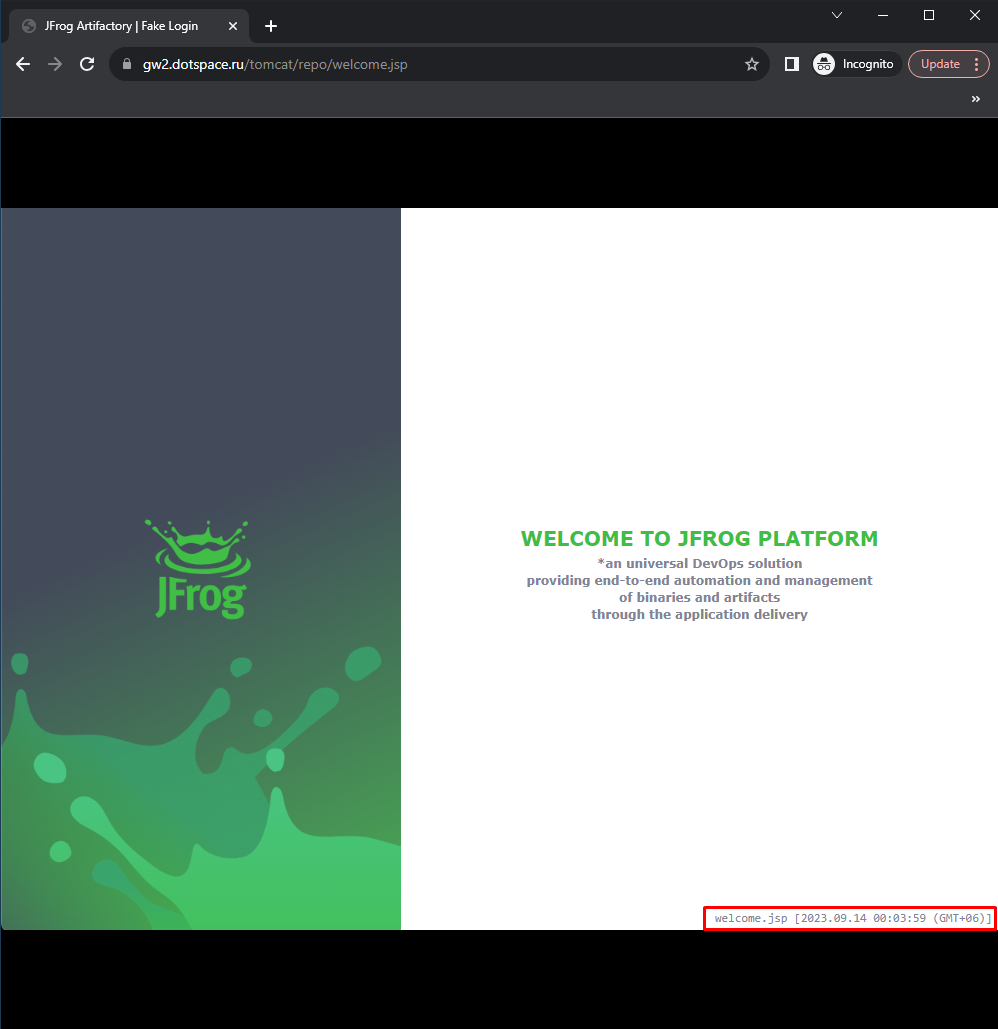 JFrog Artifactory | Fake Login
gw2.dotspace.ru/tomcat/repo/welcome.jsp
Incognito
Update
»
JFrog
WELCOME TO JFROG PLATFORM
*an universal DevOps solution
providing end-to-end automation and management
of binaries and artifacts
through the application delivery
welcome.jsp [2023.09.14 00:03:59 (GMT+06)]